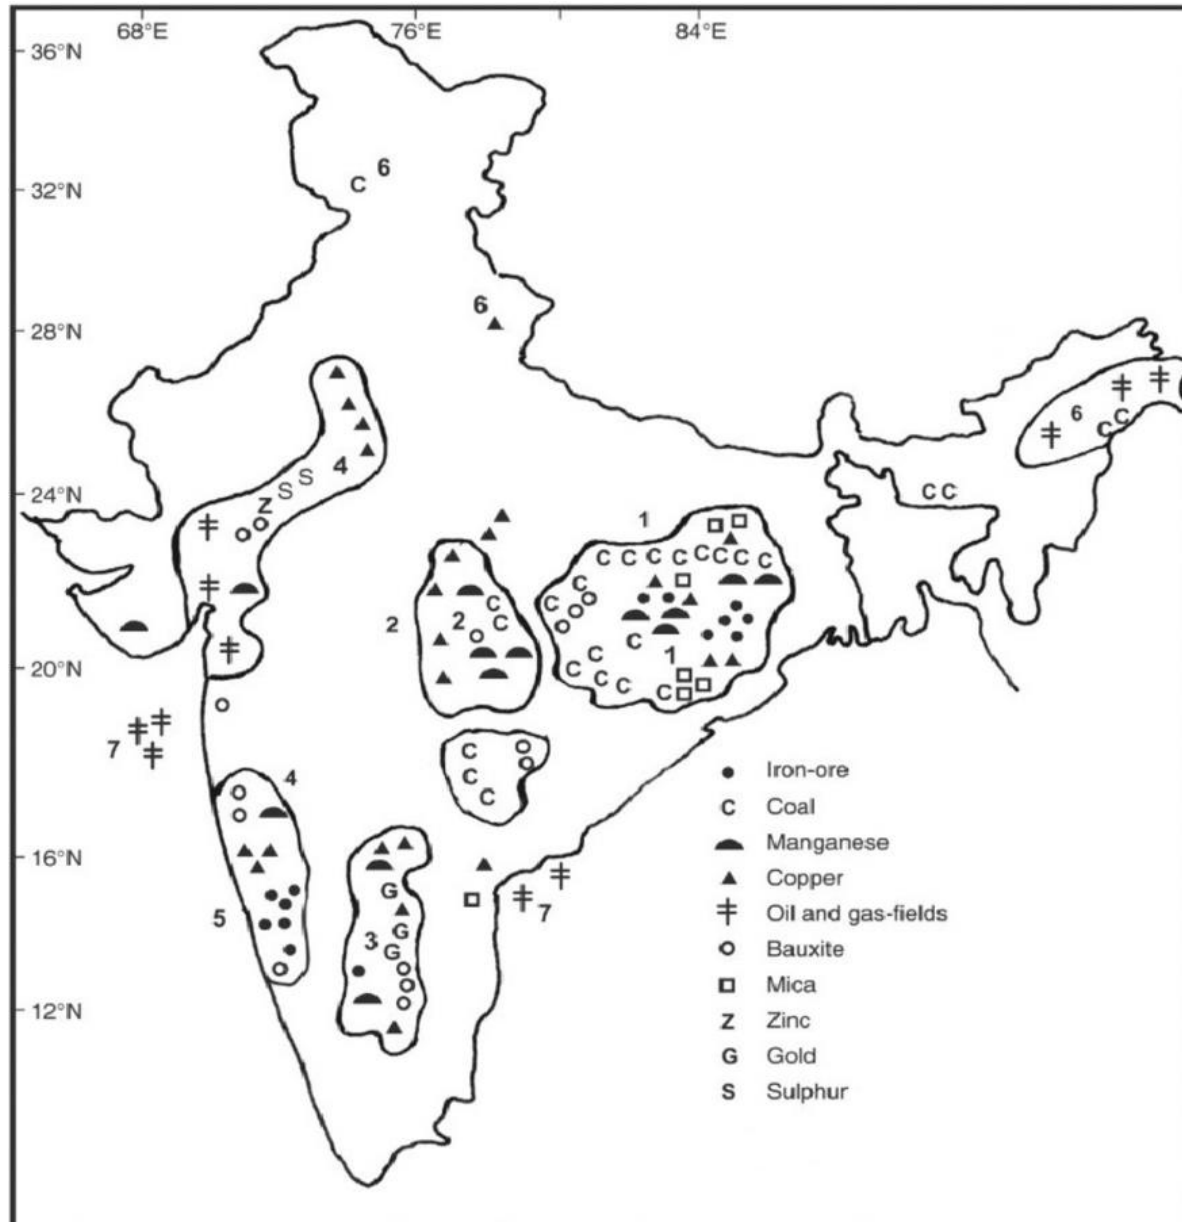 68°E 76°E 84°E
36°N
6
C
32°N
6
28°N
6
C C
4
S
S
24°N
C C
Z
1
C C C C C C C
C
C
2
2
C
C
C
1
C
C
C
C
C
20°N
7
C
C
C
4
Iron-ore
C Coal
Manganese
16°N
Copper
7
Oil and gas-fields
G
5
G
3
G
Bauxite
Mica
12°N
Z Zinc
G Gold
S Sulphur